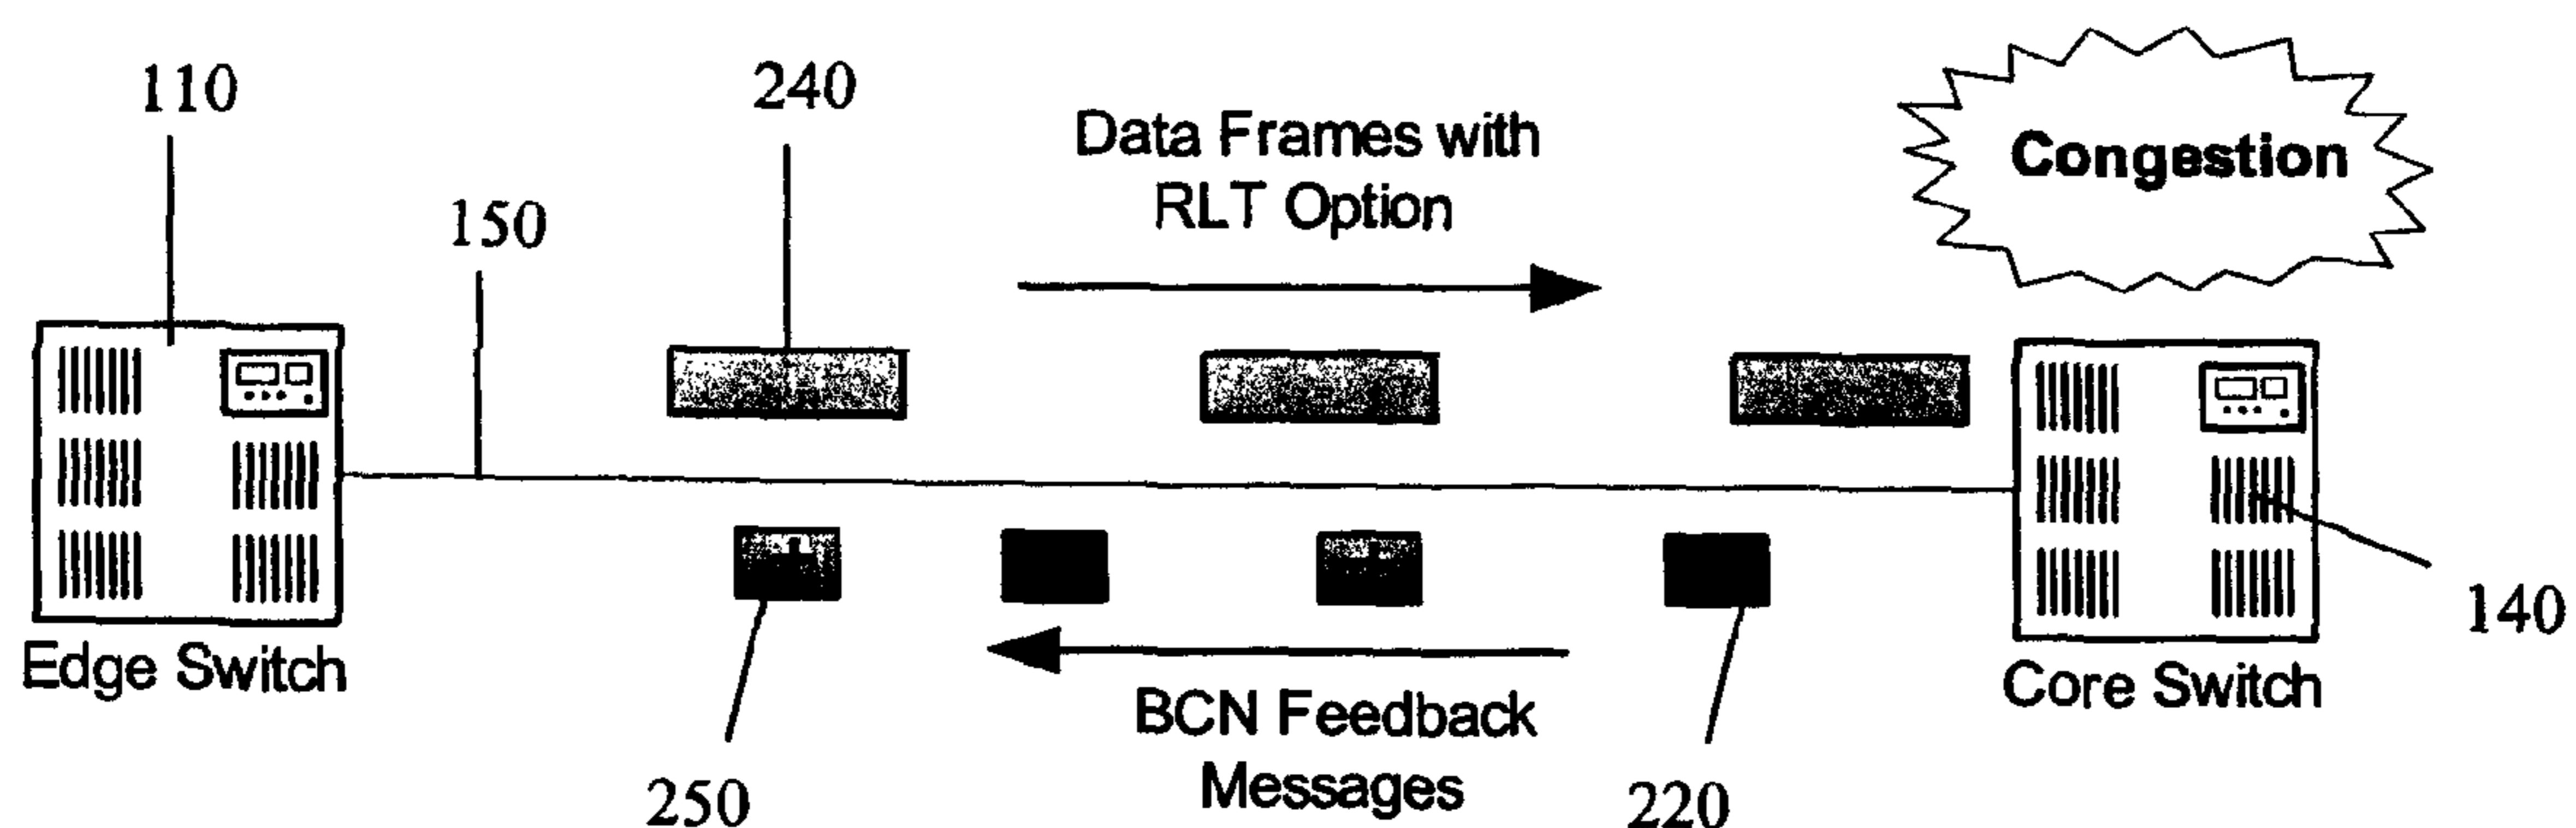 110
240
150
Data Frames with
RLT Option
Congestion
Edge Switch
Core Switch
140
BCN Feedback
Messages
250
220